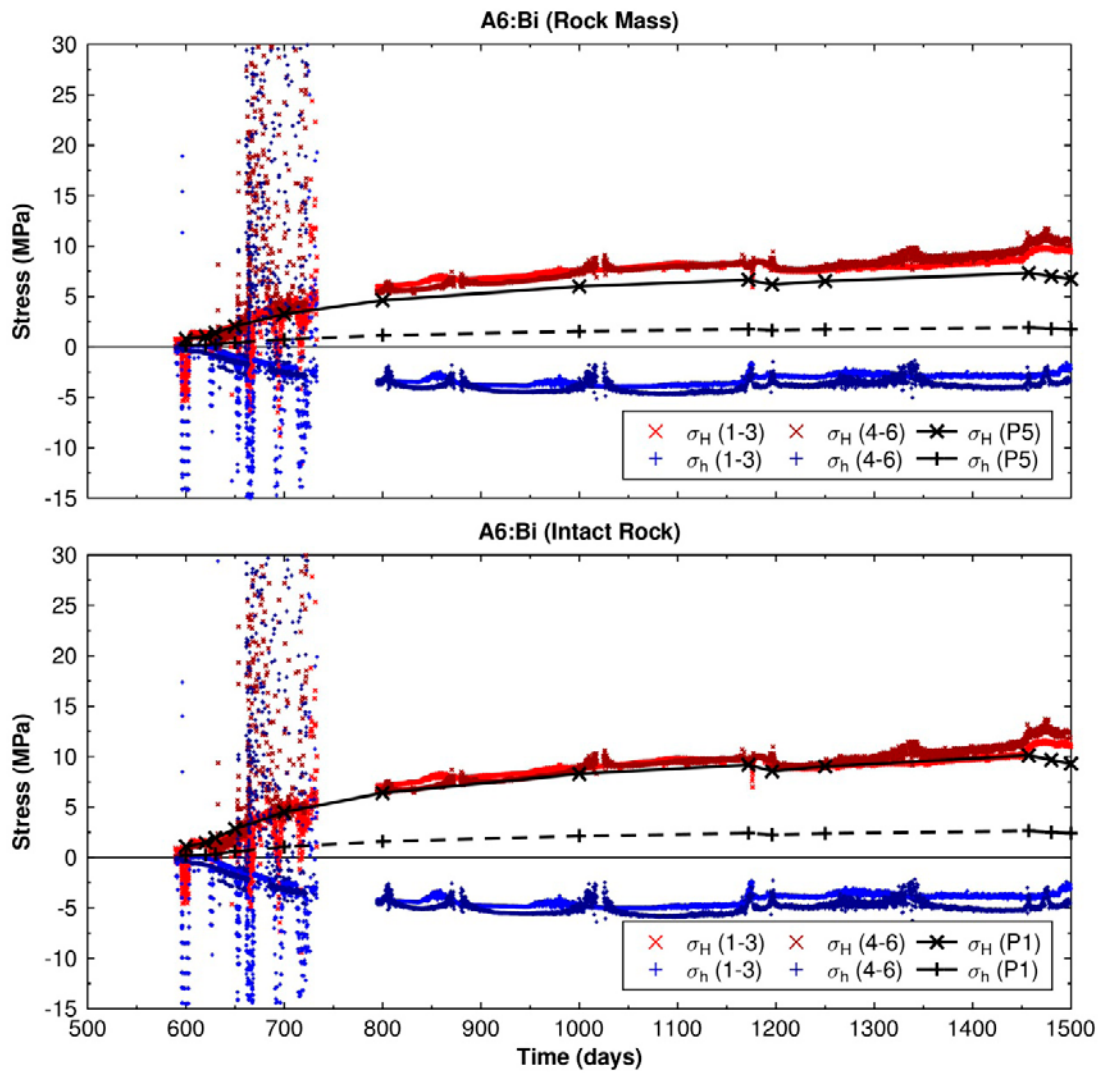 A6:Bi (Rock Mass)
30
25
20
15
10
5
0
-5
-10
-15
Stress (MPa)
σH (1-3) σH (4-6) σH (P5)
σh (1-3) σh (4-6) σh (P5)
A6:Bi (Intact Rock)
30
25
20
15
10
5
0
-5
-10
-15
Stress (MPa)
σH (1-3) σH (4-6) σH (P1)
σh (1-3) σh (4-6) σh (P1)
500 600 700 800 900 1000 1100 1200 1300 1400 1500
Time (days)